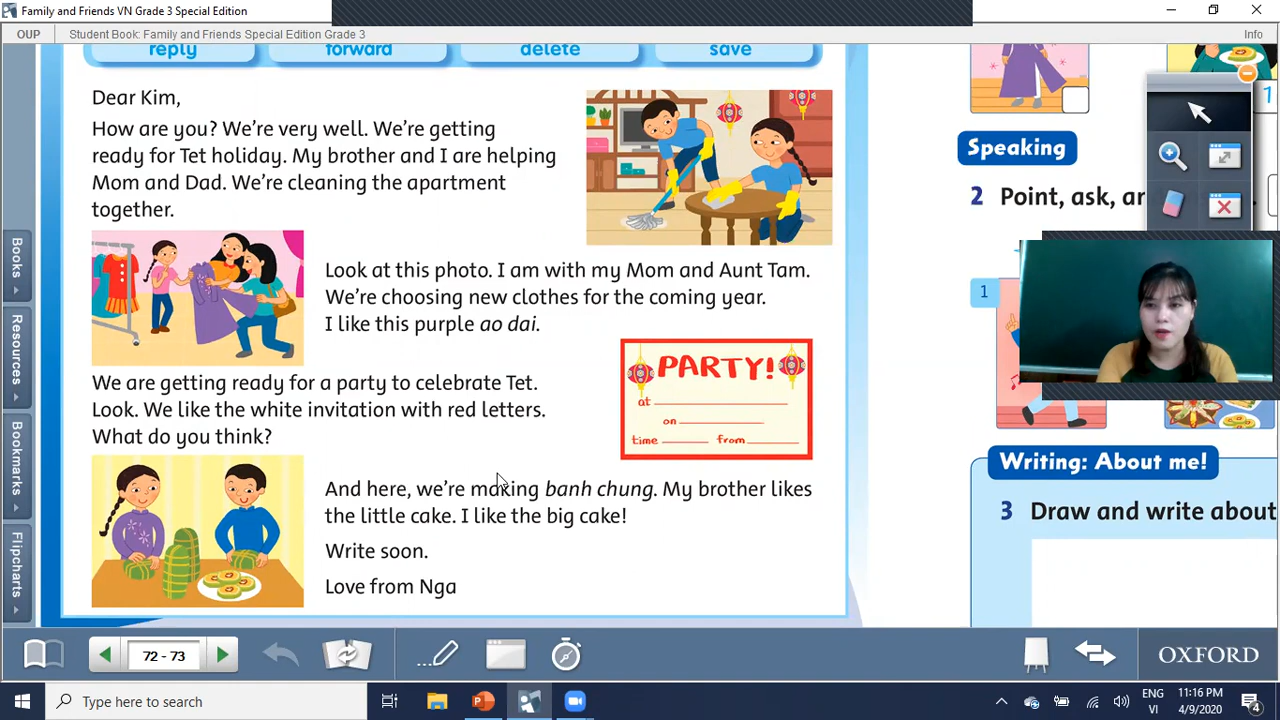 Family and Friends VN Grade 3 Special Edition
OUP
Student Book: Family and Friends Special Edition Grade 3
Info
reply
forward
delete
save
Dear Kim,
How are you? We're very well. We're getting
ready for Tet holiday. My brother and I are helping
Mom and Dad. We're cleaning the apartment
together.
Look at this photo. I am with my Mom and Aunt Tam.
We're choosing new clothes for the coming year.
I like this purple ao dai.
We are getting ready for a party to celebrate Tet.
Look. We like the white invitation with red letters.
What do you think?
PARTY!
at
on
time from
And here, we're making banh chung. My brother likes
the little cake. I like the big cake!
Write soon.
Love from Nga
1
Speaking
2 Point, ask, an
1
Writing: About me!
3 Draw and write about
Books
Resources
Bookmarks
Flipcharts
72 - 73
OXFORD
Type here to search
ENG
VI
11:16 PM
4/9/2020
4